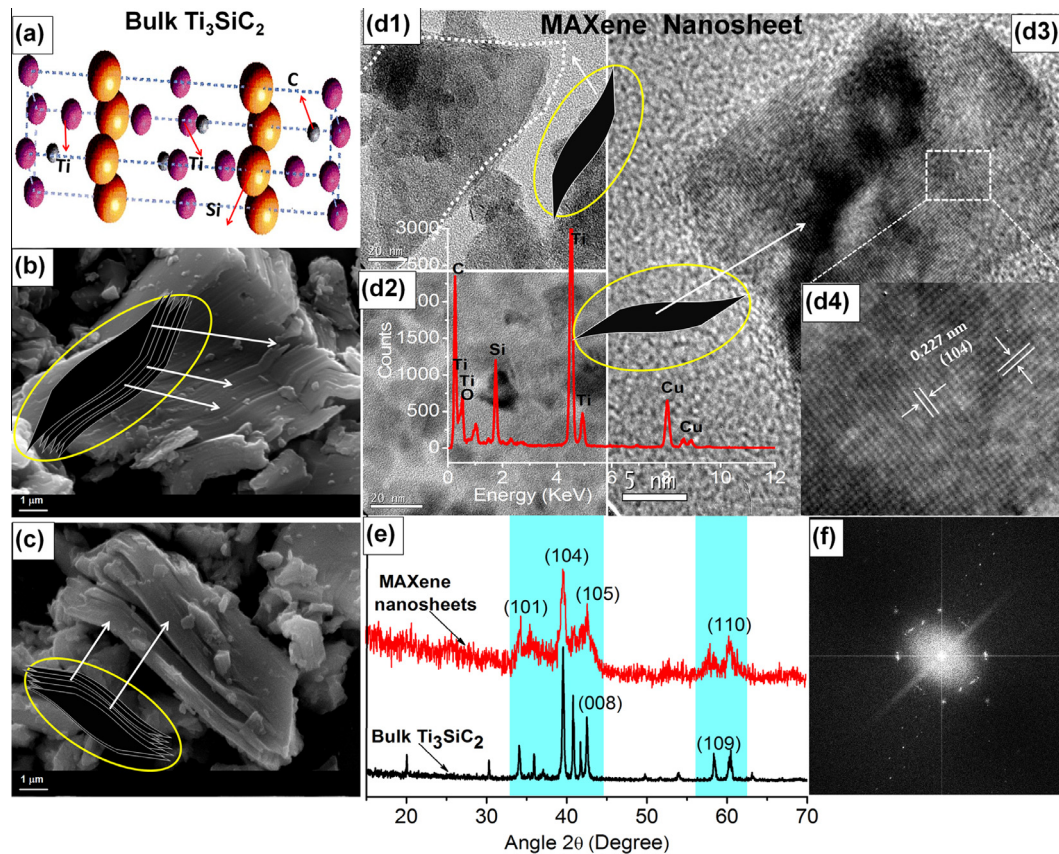 Bulk Ti₃SiC₂
MAXene Nanosheet
(a)
C
Ti
Ti
Si
(b)
1 μm
(c)
1 μm
(d1)
20 nm
(d2)
3000
2500
1500
1000
500
0
Counts
C
Ti
Ti
O
Si
Ti
Ti
Cu
Cu
0 2 4 6 8 10 12
Energy (KeV)
20 nm
(d3)
5 nm
(d4)
0.227 nm
(104)
(e)
MAXene
nanosheets
(101)
(104)
(105)
(110)
(008)
(109)
Bulk Ti₃SiC₂
20 30 40 50 60 70
Angle 2θ (Degree)
(f)